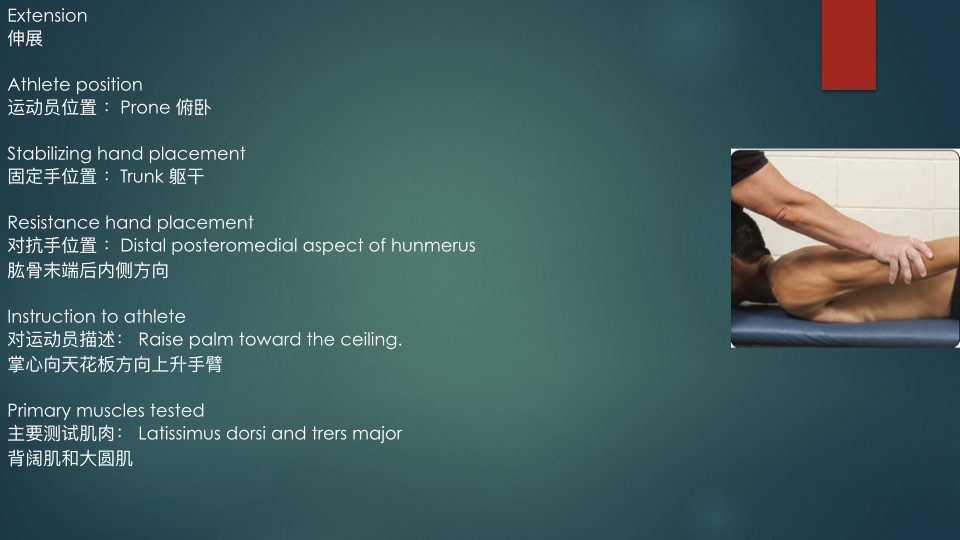 Extension
伸展
Athlete position
运动员位置： Prone 俯卧
Stabilizing hand placement
固定手位置： Trunk 躯干
Resistance hand placement
对抗手位置： Distal posteromedial aspect of hunmerus
肱骨末端后内侧方向
Instruction to athlete
对运动员描述： Raise palm toward the ceiling.
掌心向天花板方向上升手臂
Primary muscles tested
主要测试肌肉： Latissimus dorsi and trers major
背阔肌和大圆肌